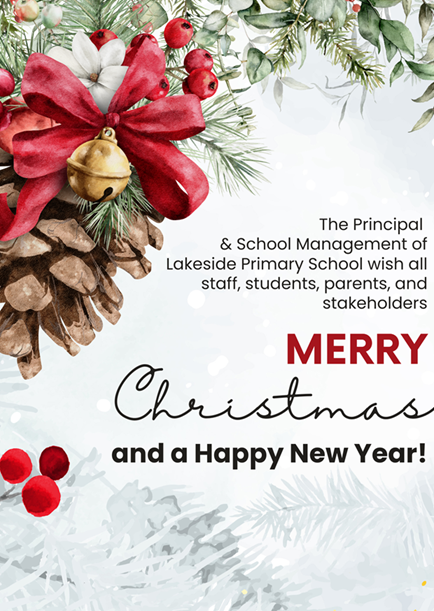 The Principal
& School Management of
Lakeside Primary School wish all
staff, students, parents, and
stakeholders
MERRY
Christmas
and a Happy New Year!